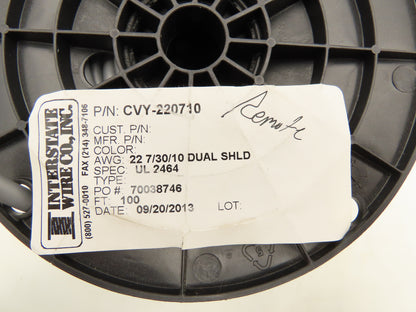 P/N: CVY-220710
Remote
CUST. P/N:
MFR. P/N:
COLOR:
AWG: 22 7/30/10 DUAL SHLD
SPEC: UL 2464
TYPE:
PO #: 70038746
FT: 100
DATE: 09/20/2013 LOT:
INTERSTATE
WIRE CO., INC.
(800) 527-0010 FAX (214) 348-7106